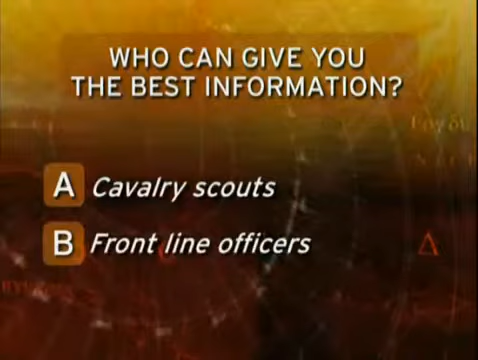 WHO CAN GIVE YOU
THE BEST INFORMATION?
A Cavalry scouts
B Front line officers
Δ